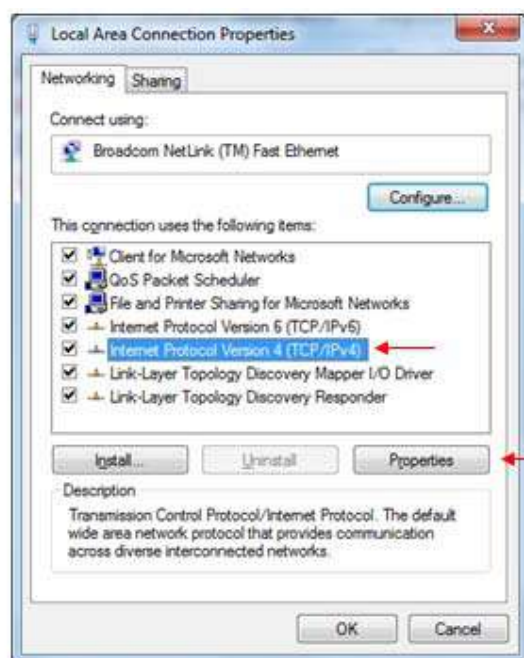 Local Area Connection Properties
Networking
Sharing
Connect using:
Broadcom NetLink (TM) Fast Ethernet
Configure...
This connection uses the following items:
Client for Microsoft Networks
QoS Packet Scheduler
File and Printer Sharing for Microsoft Networks
Internet Protocol Version 6 (TCP/IPv6)
Internet Protocol Version 4 (TCP/IPv4)
Link-Layer Topology Discovery Mapper I/O Driver
Link-Layer Topology Discovery Responder
Install...
Uninstall
Properties
Description
Transmission Control Protocol/Internet Protocol. The default
wide area network protocol that provides communication
across diverse interconnected networks.
OK
Cancel